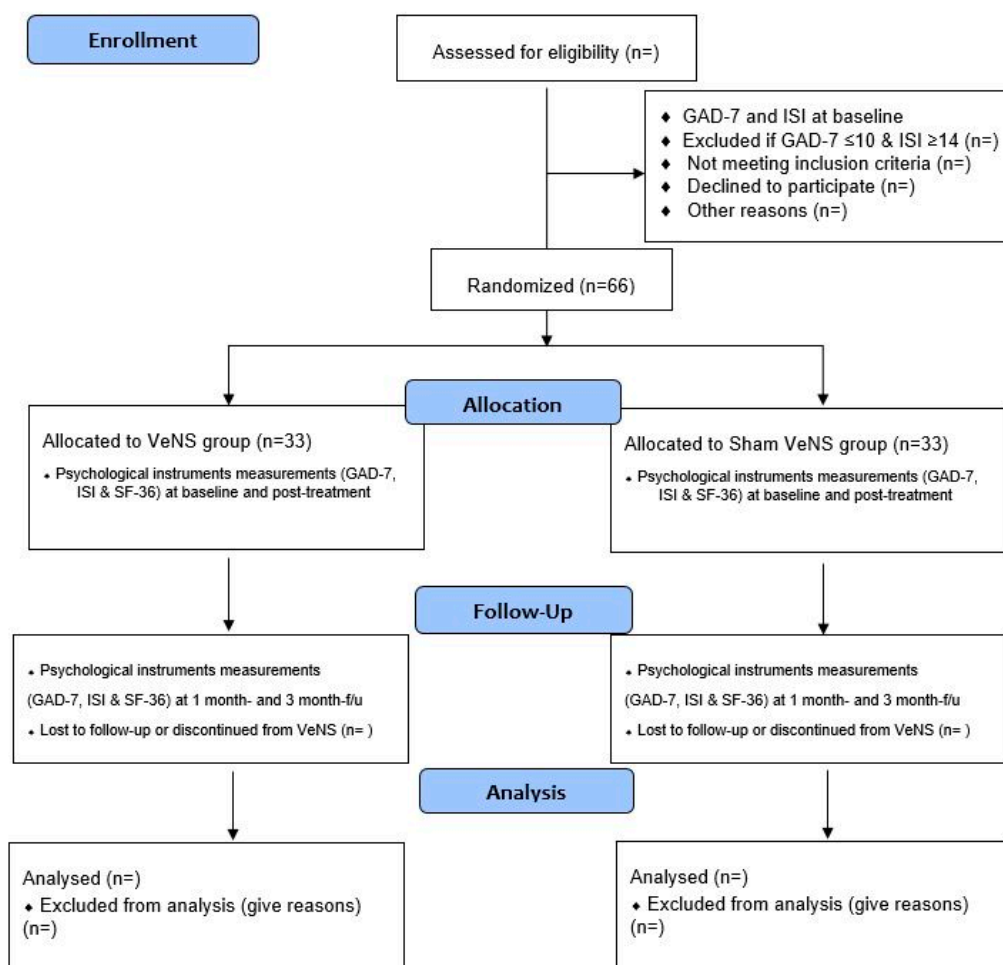 Enrollment
Assessed for eligibility (n=)
♦ GAD-7 and ISI at baseline
♦ Excluded if GAD-7 ≤10 & ISI ≥14 (n=)
♦ Not meeting inclusion criteria (n=)
♦ Declined to participate (n=)
♦ Other reasons (n=)
Randomized (n=66)
Allocation
Allocated to VeNS group (n=33)
♦ Psychological instruments measurements (GAD-7,
ISI & SF-36) at baseline and post-treatment
Allocated to Sham VeNS group (n=33)
♦ Psychological instruments measurements (GAD-7,
ISI & SF-36) at baseline and post-treatment
Follow-Up
♦ Psychological instruments measurements
(GAD-7, ISI & SF-36) at 1 month- and 3 month-f/u
♦ Lost to follow-up or discontinued from VeNS (n= )
♦ Psychological instruments measurements
(GAD-7, ISI & SF-36) at 1 month- and 3 month-f/u
♦ Lost to follow-up or discontinued from VeNS (n= )
Analysis
Analysed (n=)
♦ Excluded from analysis (give reasons)
(n=)
Analysed (n=)
♦ Excluded from analysis (give reasons)
(n=)